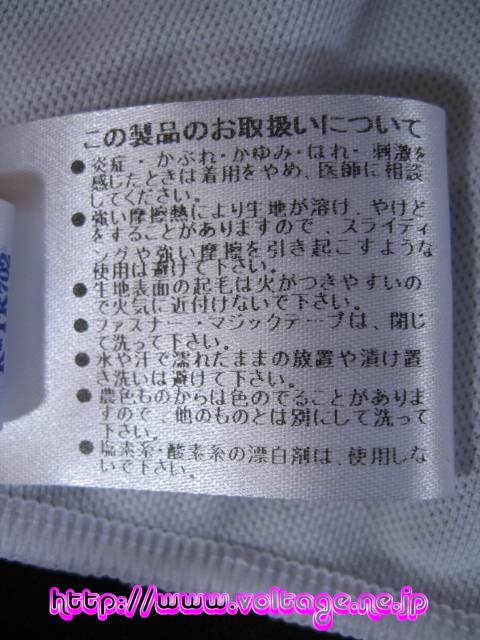 この製品のお取扱いについて
●炎症・かぶれ・かゆみ・はれ・刺激を
感じたときは着用をやめ、医師に相談
してください。
●強い摩擦熱により生地が溶け、やけど
をすることがありますので、スライディ
ングや強い摩擦を引き起こすような
使用は避けて下さい。
●生地表面の起毛は火がつきやすいの
で火気に近付けないで下さい。
●ファスナー・マジックテープは、閉じ
て洗って下さい。
●水や汗で濡れたままの放置や漬け置
き洗いは避けて下さい。
●濃色ものからは色のでることがありま
すので、他のものとは別にして洗って
下さい。
●塩素系・酸素系の漂白剤は、使用しな
いで下さい。
http://www.voltage.ne.jp